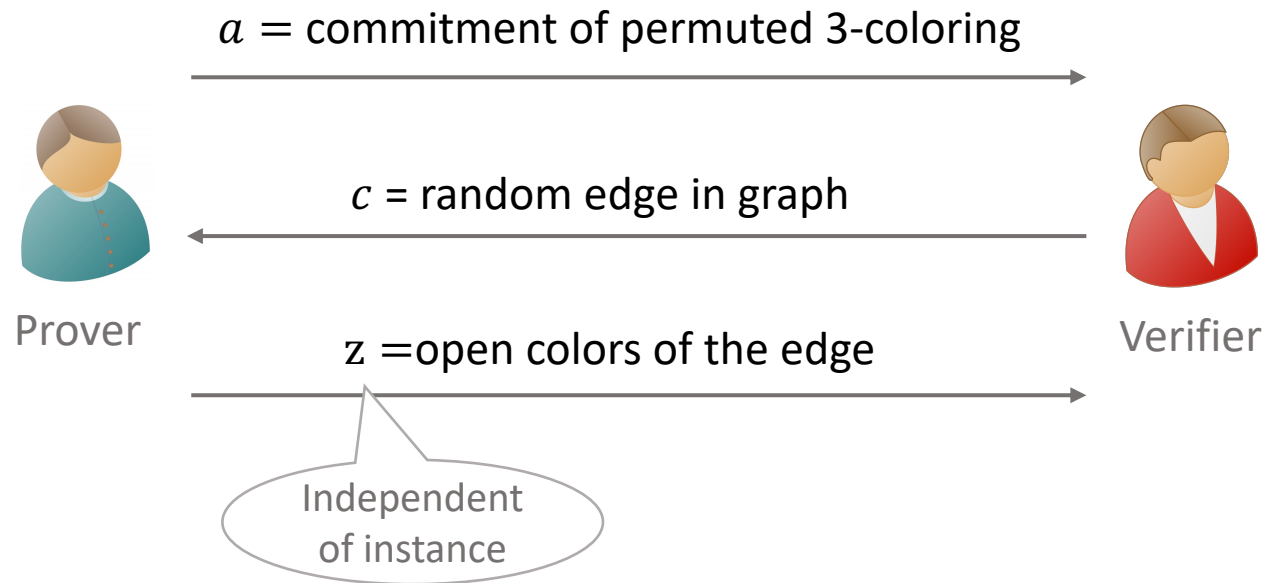 a = commitment of permuted 3-coloring
c = random edge in graph
Prover
Verifier
z =open colors of the edge
Independent
of instance